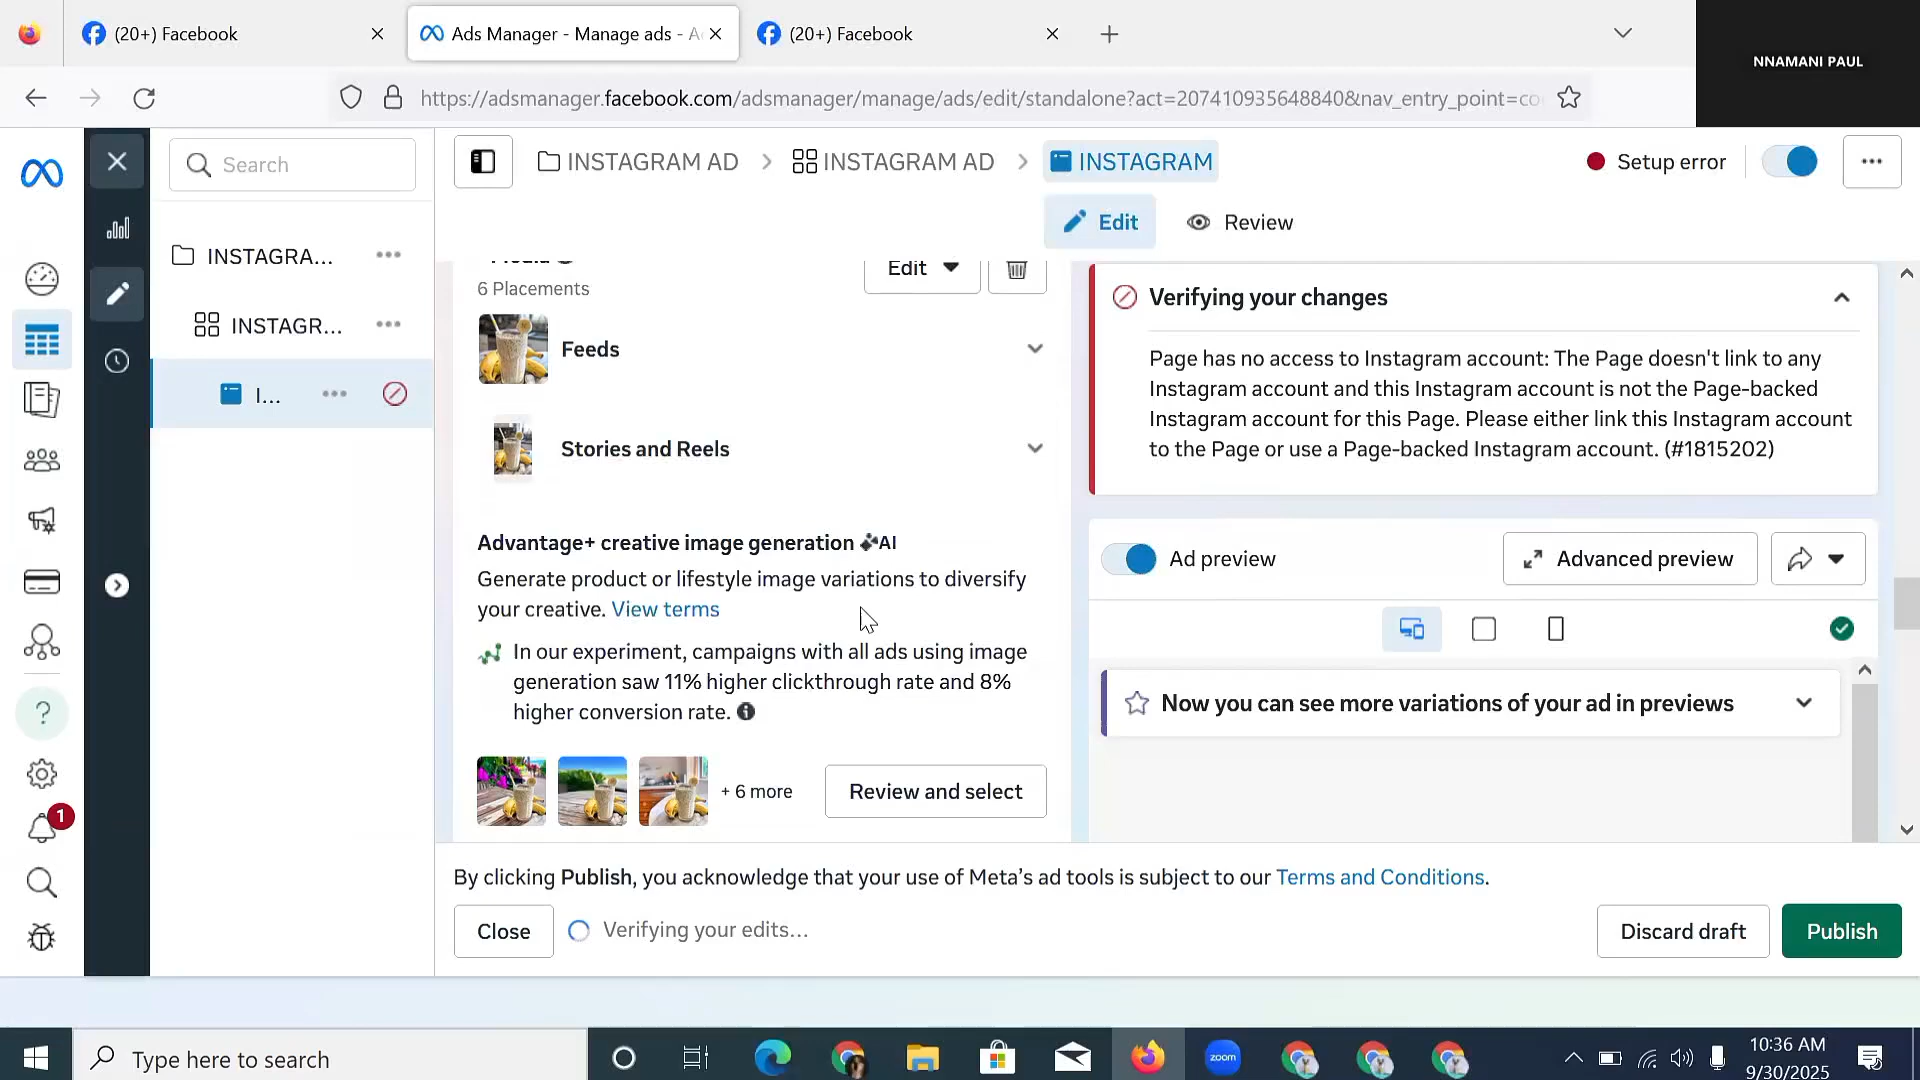 (20+) Facebook
Ads Manager - Manage ads - A
(20+) Facebook
NNAMANI PAUL
https://adsmanager.facebook.com/adsmanager/manage/ads/edit/standalone?act=207410935648840&nav_entry_point=co
Search
INSTAGRAM AD
INSTAGRAM AD
INSTAGRAM
Setup error
Edit
Review
INSTAGRA...
INSTAGR...
I...
6 Placements
Edit
Feeds
Stories and Reels
Advantage+ creative image generation AI
Generate product or lifestyle image variations to diversify
your creative. View terms
In our experiment, campaigns with all ads using image
generation saw 11% higher clickthrough rate and 8%
higher conversion rate.
+ 6 more
Review and select
Verifying your changes
Page has no access to Instagram account: The Page doesn't link to any
Instagram account and this Instagram account is not the Page-backed
Instagram account for this Page. Please either link this Instagram account
to the Page or use a Page-backed Instagram account. (#1815202)
Ad preview
Advanced preview
Now you can see more variations of your ad in previews
1
By clicking Publish, you acknowledge that your use of Meta's ad tools is subject to our Terms and Conditions.
Close
Verifying your edits...
Discard draft
Publish
Type here to search
zoom
10:36 AM
9/30/2025